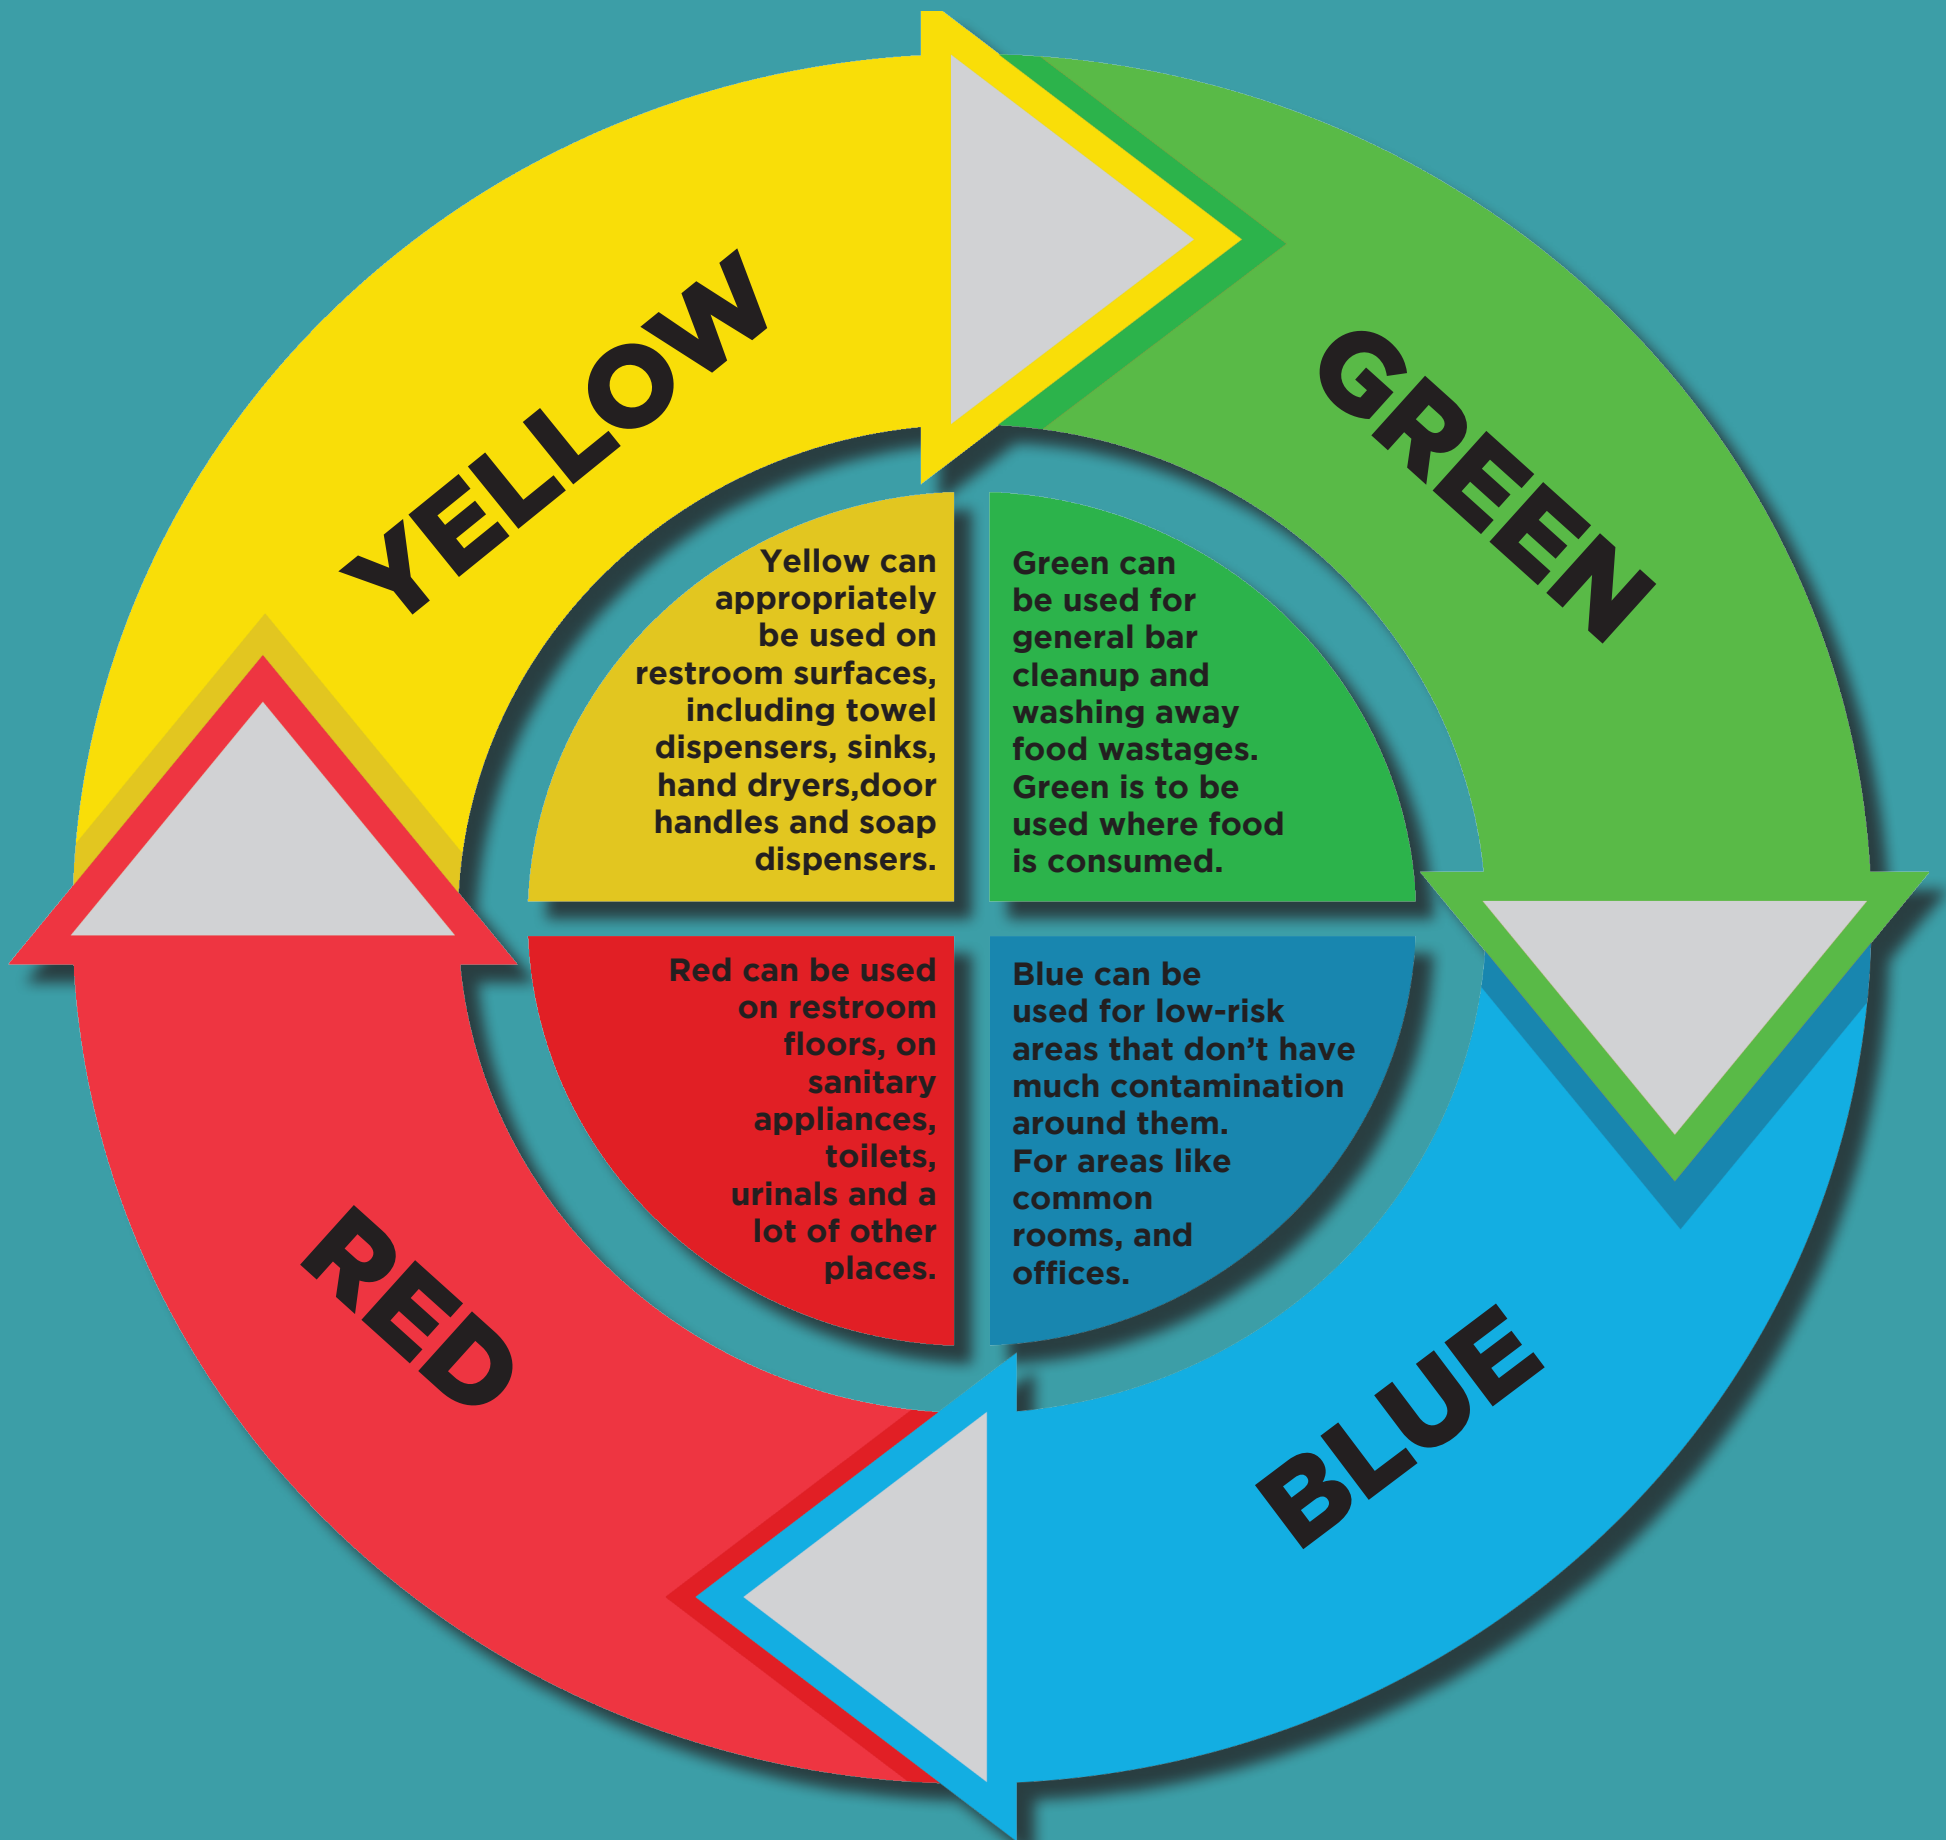 YELLOW
GREEN
Yellow can
appropriately
be used on
restroom surfaces,
including towel
dispensers, sinks,
hand dryers,door
handles and soap
dispensers.
Green can
be used for
general bar
cleanup and
washing away
food wastages.
Green is to be
used where food
is consumed.
Red can be used
on restroom
floors, on
sanitary
appliances,
toilets,
urinals and a
lot of other
places.
Blue can be
used for low-risk
areas that don’t have
much contamination
around them.
For areas like
common
rooms, and
offices.
RED
BLUE